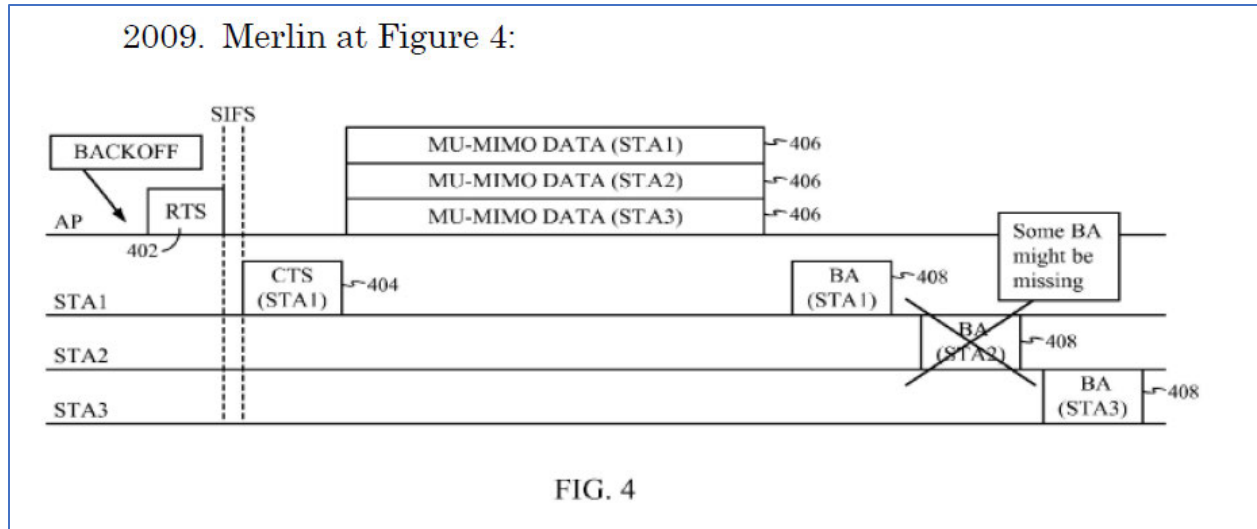 2009. Merlin at Figure 4:
SIFS
BACKOFF
MU-MIMO DATA (STA1)
406
MU-MIMO DATA (STA2)
406
RTS
MU-MIMO DATA (STA3)
406
AP
402
Some BA
might be
missing
CTS
(STA1)
404
BA
(STA1)
408
STA1
BA
(STA2)
408
STA2
BA
(STA3)
408
STA3
FIG. 4